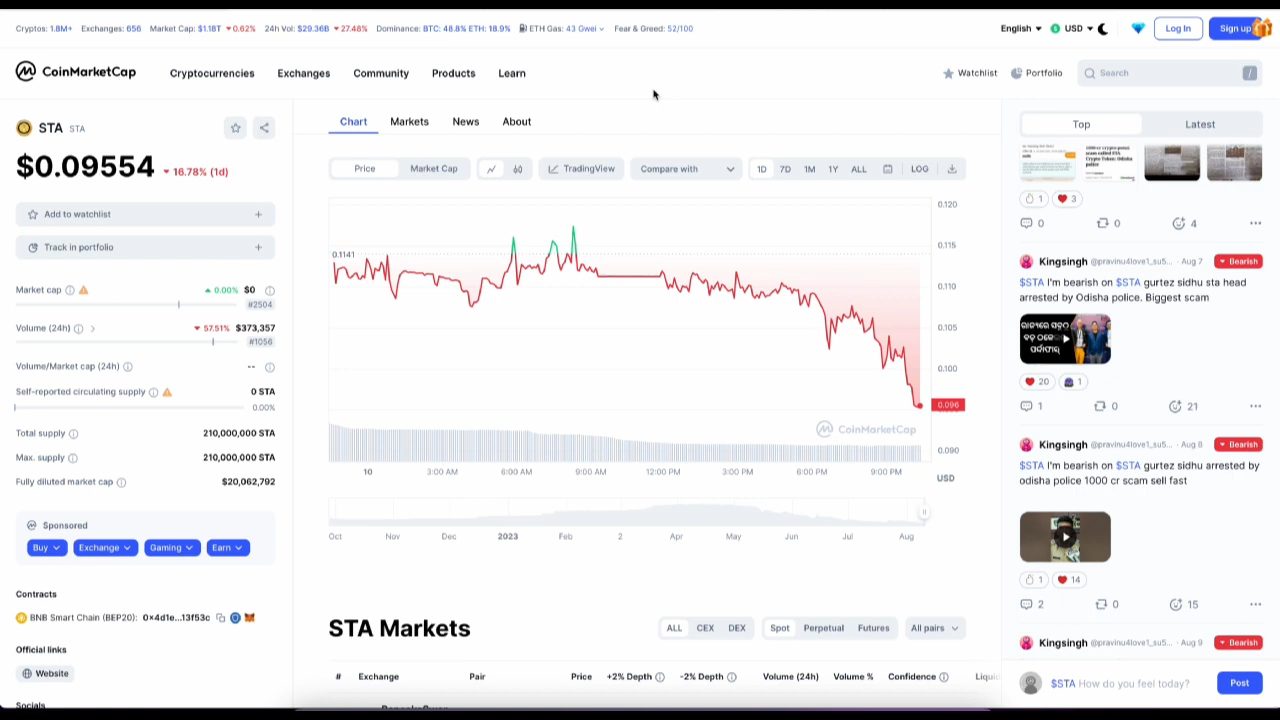 Cryptos: 1.8M+ Exchanges: 656 Market Cap: $1.18T 0.62% 24h Vol: $29.36B 27.48% Dominance: BTC: 48.8% ETH: 18.9% ETH Gas: 43 Gwei Fear & Greed: 52/100
English USD Log In Sign up
CoinMarketCap Cryptocurrencies Exchanges Community Products Learn Watchlist Portfolio Search /
STA STA
$0.09554 16.78% (1d)
Add to watchlist +
Track in portfolio +
Market cap 0.00% $0
#2504
Volume (24h) 57.51% $373,357
#1056
Volume/Market cap (24h) --
Self-reported circulating supply 0 STA
0.00%
Total supply 210,000,000 STA
Max. supply 210,000,000 STA
Fully diluted market cap $20,062,792
Sponsored
Buy Exchange Gaming Earn
Contracts
BNB Smart Chain (BEP20): 0x4d1e...13f53c
Official links
Website
Socials
Chart Markets News About
Price Market Cap TradingView Compare with 1D 7D 1M 1Y ALL LOG
0.120
0.115
0.1141
0.110
0.105
0.100
0.096
CoinMarketCap
0.090
10 3:00 AM 6:00 AM 9:00 AM 12:00 PM 3:00 PM 6:00 PM 9:00 PM
USD
Oct Nov Dec 2023 Feb 2 Apr May Jun Jul Aug
STA Markets ALL CEX DEX Spot Perpetual Futures All pairs
# Exchange Pair Price +2% Depth -2% Depth Volume (24h) Volume % Confidence Liquid
Top Latest
1 3
0 0 4
Kingsingh @pravinu4love1_su5... · Aug 7 Bearish
$STA I'm bearish on $STA gurtez sidhu sta head
arrested by Odisha police. Biggest scam
20 1
1 0 21
Kingsingh @pravinu4love1_su5... · Aug 8 Bearish
$STA I'm bearish on $STA gurtez sidhu arrested by
odisha police 1000 cr scam sell fast
1 14
2 0 15
Kingsingh @pravinu4love1_su5... · Aug 9 Bearish
$STA How do you feel today? Post